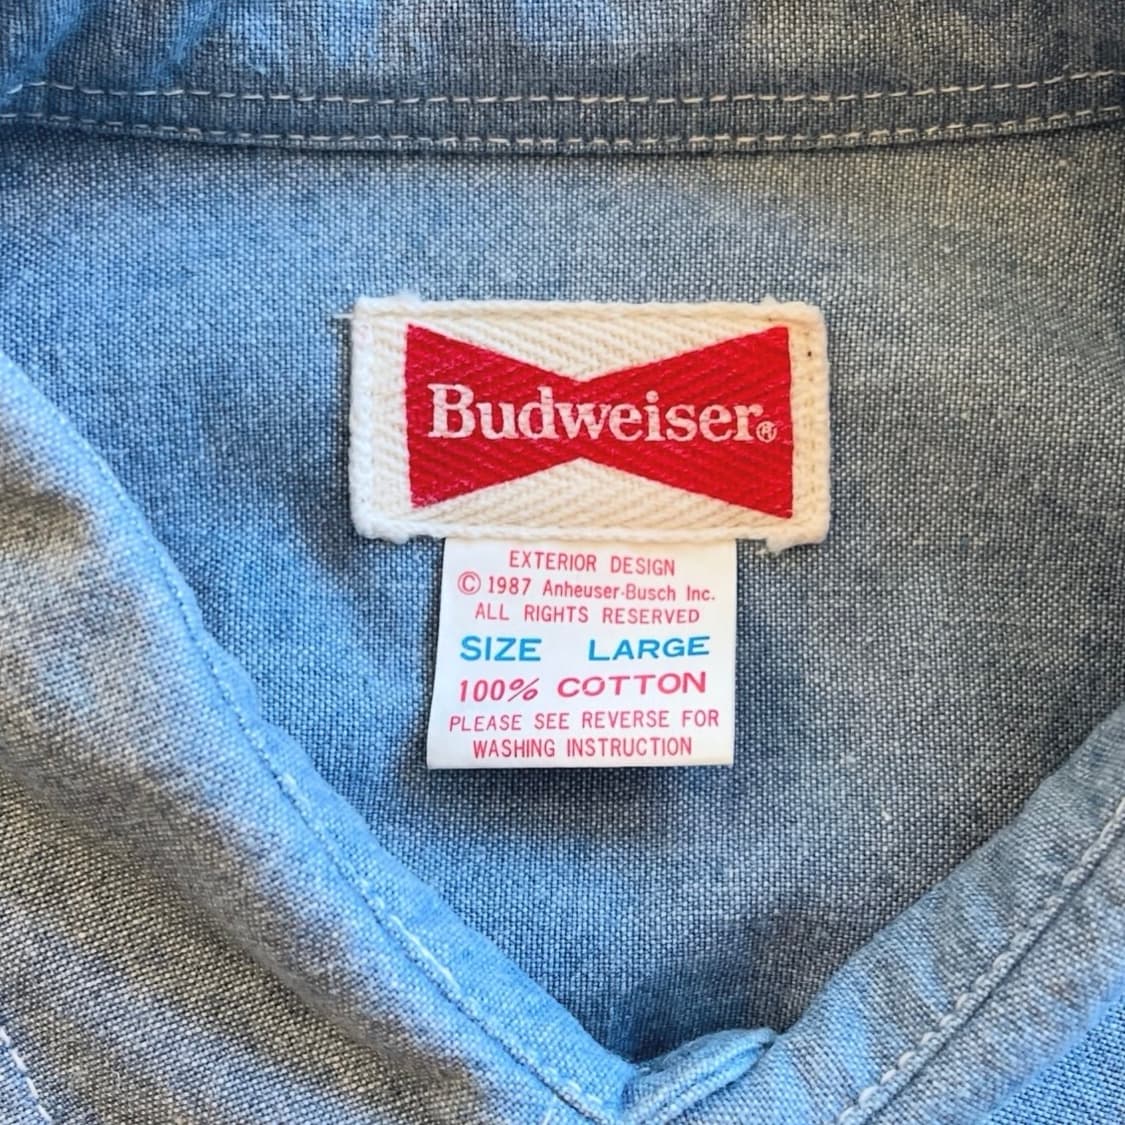 Budweiser®
EXTERIOR DESIGN
© 1987 Anheuser-Busch Inc.
ALL RIGHTS RESERVED
SIZE LARGE
100% COTTON
PLEASE SEE REVERSE FOR
WASHING INSTRUCTION